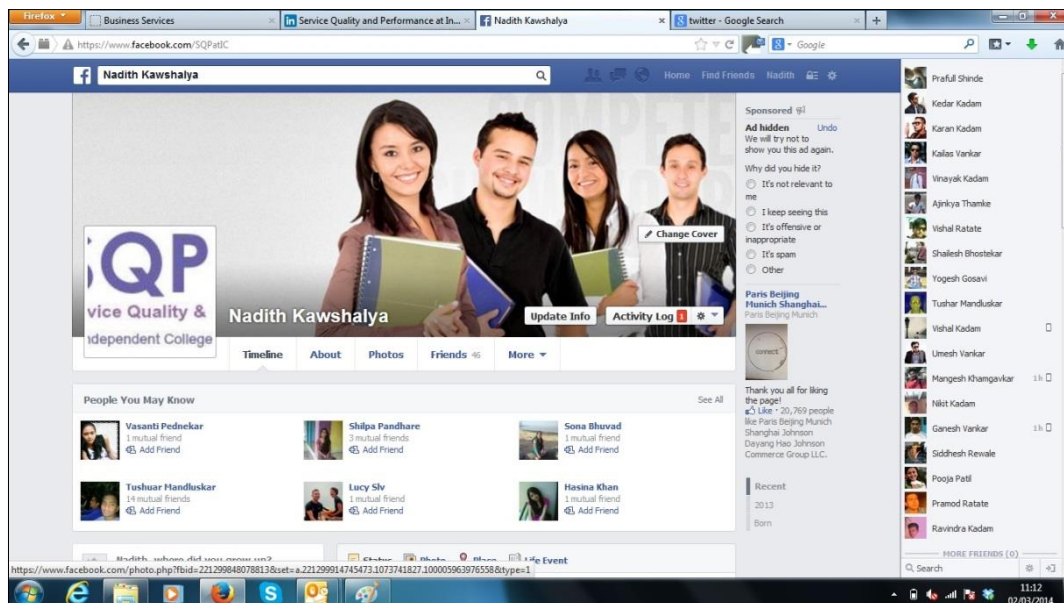 Firefox
Business Services
Service Quality and Performance at In...
Nadith Kawshalya
twitter - Google Search
https://www.facebook.com/SQPatIC
Google
Nadith Kawshalya
Home
Find Friends
Nadith
COMPETE
Change Cover
SQP
vice Quality &
dependent College
Nadith Kawshalya
Update Info
Activity Log 1
Timeline
About
Photos
Friends 46
More
People You May Know
See All
Vasanti Pednekar
1 mutual friend
Add Friend
Shilpa Pandhare
3 mutual friends
Add Friend
Sona Bhuvad
1 mutual friend
Add Friend
Tushuar Mandluskar
14 mutual friends
Add Friend
Lucy Slv
1 mutual friend
Add Friend
Hasina Khan
1 mutual friend
Add Friend
Nadith, where did you grow up?
Status
Photo
Place
Life Event
Sponsored
Ad hidden
Undo
We will try not to
show you this ad again.
Why did you hide it?
It's not relevant to
me
I keep seeing this
It's offensive or
inappropriate
It's spam
Other
Paris Beijing
Munich Shanghai...
Paris Beijing Munich
connect
Thank you all for liking
the page!
Like · 20,769 people
like Paris Beijing Munich
Shanghai Johnson
Dayang Hao Johnson
Commerce Group LLC.
Recent
2013
Born
Prafull Shinde
Kedar Kadam
Karan Kadam
Kailas Vankar
Vinayak Kadam
Ajinkya Thamke
Vishal Ratate
Shailesh Bhostekar
Yogesh Gosavi
Tushar Mandluskar
Vishal Kadam
Umesh Vankar
Mangesh Khamgavkar 1h
Nikit Kadam
Ganesh Vankar 1h
Siddhesh Rewale
Pooja Patil
Pramod Ratate
Ravindra Kadam
MORE FRIENDS (0)
Search
https://www.facebook.com/photo.php?fbid=221299848078813&set=a.221299914745473.1073741827.100005963976558&type=1
11:12
02/03/2014